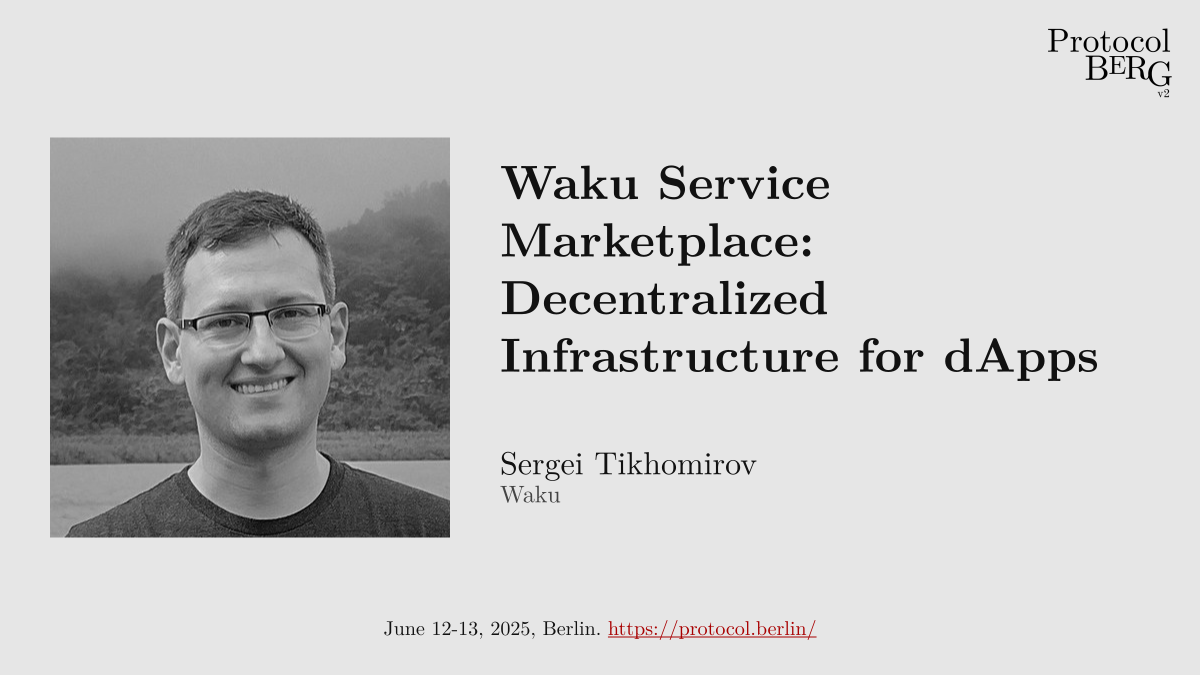 Protocol
BERG
v2
Waku Service
Marketplace:
Decentralized
Infrastructure for dApps
Sergei Tikhomirov
Waku
June 12-13, 2025, Berlin. https://protocol.berlin/